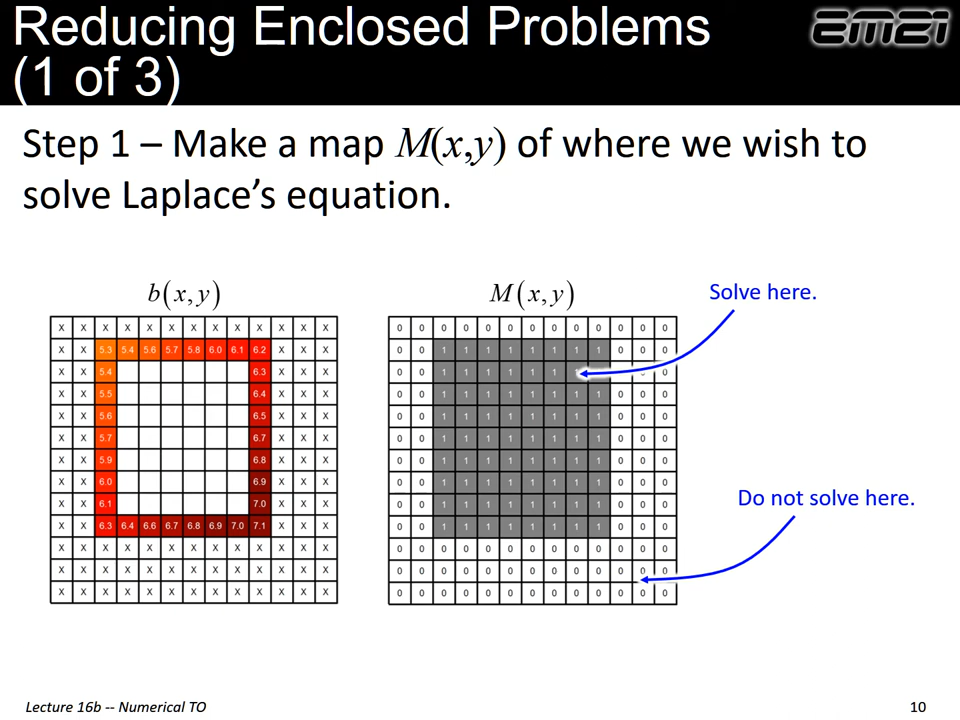 Reducing Enclosed Problems
(1 of 3)
EM21
Step 1 – Make a map M(x,y) of where we wish to
solve Laplace’s equation.
b(x,y)
M(x,y)
Solve here.
Do not solve here.
X X X X X X X X X X X X X
X X 5.3 5.4 5.6 5.7 5.8 6.0 6.1 6.2 X X X
X X 5.4 6.3 X X X
X X 5.5 6.4 X X X
X X 5.6 6.5 X X X
X X 5.7 6.7 X X X
X X 5.9 6.8 X X X
X X 6.0 6.9 X X X
X X 6.1 7.0 X X X
X X 6.3 6.4 6.6 6.7 6.8 6.9 7.0 7.1 X X X
X X X X X X X X X X X X X
X X X X X X X X X X X X X
X X X X X X X X X X X X X
0 0 0 0 0 0 0 0 0 0 0 0 0
0 0 1 1 1 1 1 1 1 1 0 0 0
0 0 1 1 1 1 1 1 0 0
0 0 1 1 1 1 1 1 1 1 0 0 0
0 0 1 1 1 1 1 1 1 1 0 0 0
0 0 1 1 1 1 1 1 1 1 0 0 0
0 0 1 1 1 1 1 1 1 1 0 0 0
0 0 1 1 1 1 1 1 1 1 0 0 0
0 0 1 1 1 1 1 1 1 1 0 0 0
0 0 1 1 1 1 1 1 1 1 0 0 0
0 0 0 0 0 0 0 0 0 0 0 0 0
0 0 0 0 0 0 0 0 0 0 0 0 0
0 0 0 0 0 0 0 0 0 0 0 0 0
Lecture 16b -- Numerical TO
10